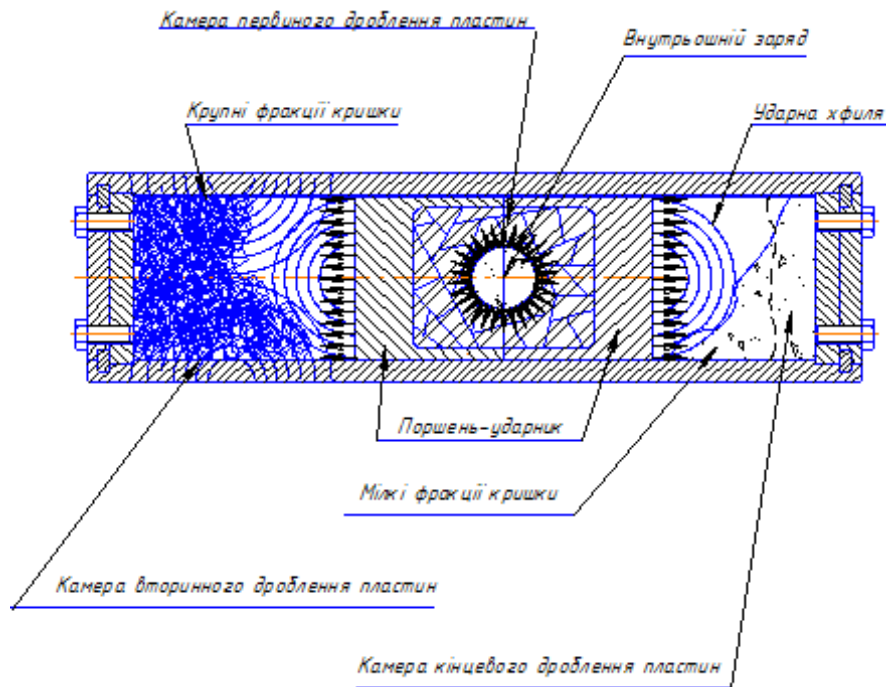 Камера первиного дроблення пластин
Внутрьошній заряд
Крупні фракції кришки
Ударна хфиля
Поршень-ударник
Мілкі фракції кришки
Камера вторинного дроблення пластин
Камера кінцевого дроблення пластин